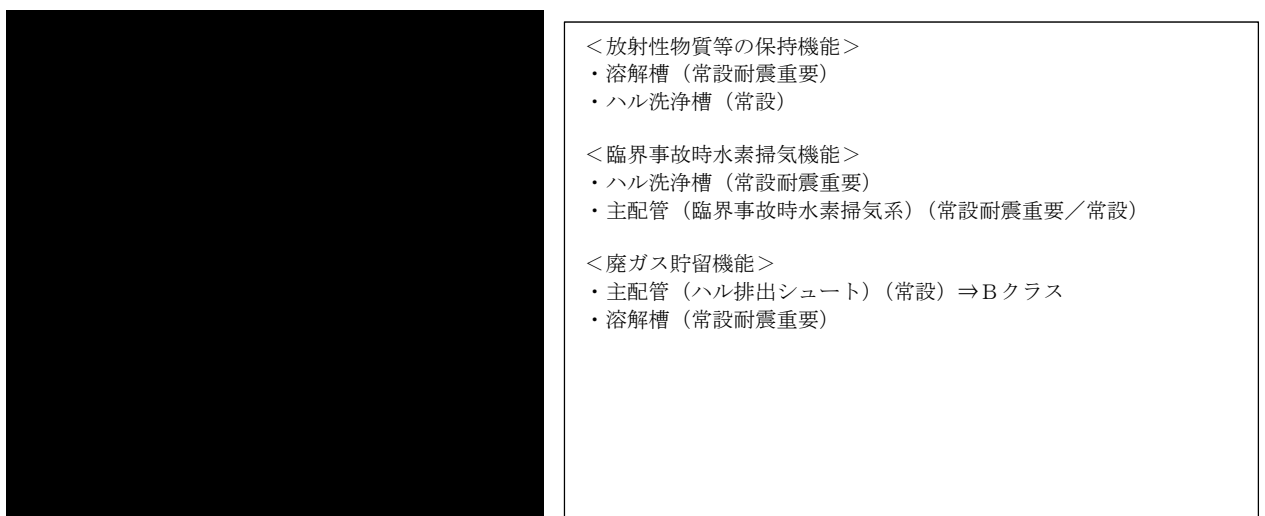 ＜放射性物質等の保持機能＞
・溶解槽（常設耐震重要）
・ハル洗浄槽（常設）
＜臨界事故時水素掃気機能＞
・ハル洗浄槽（常設耐震重要）
・主配管（臨界事故時水素掃気系）（常設耐震重要／常設）
＜廃ガス貯留機能＞
・主配管（ハル排出シュート）（常設）⇒Ｂクラス
・溶解槽（常設耐震重要）